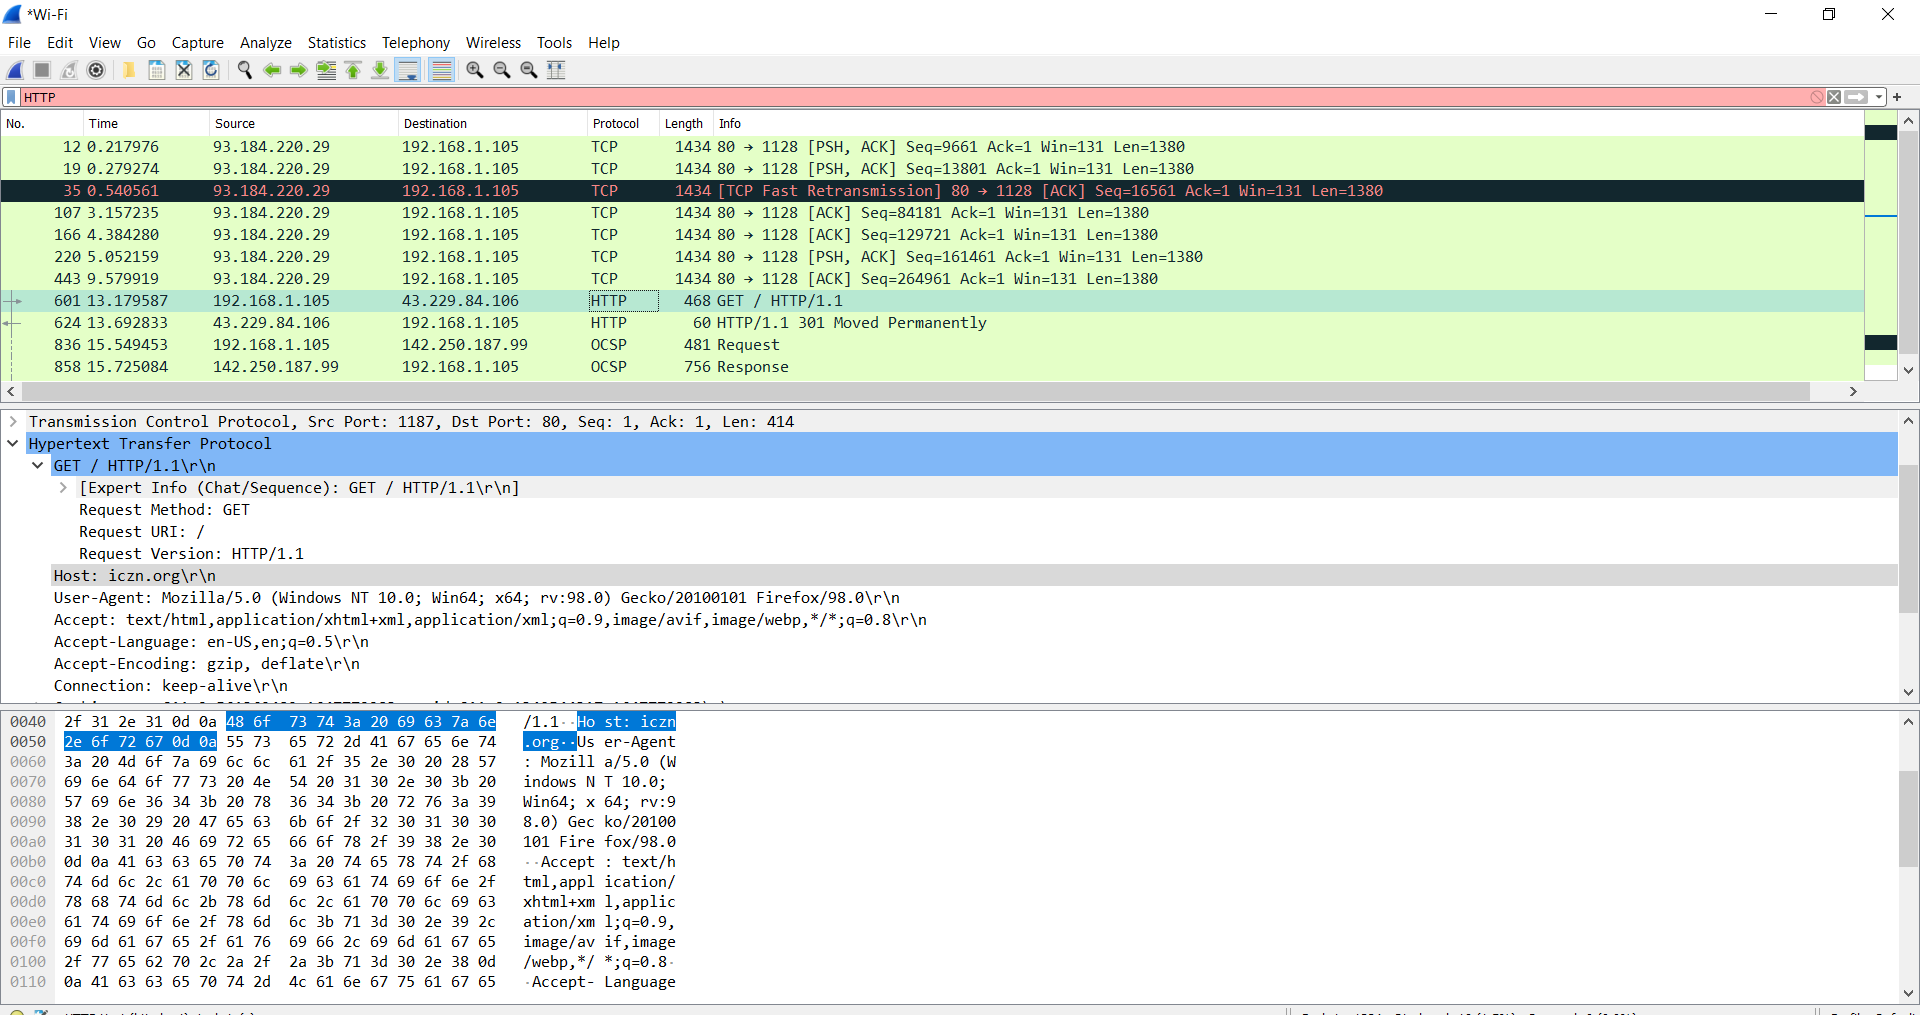 *Wi-Fi
File Edit View Go Capture Analyze Statistics Telephony Wireless Tools Help
HTTP
No. Time Source Destination Protocol Length Info
12 0.217976 93.184.220.29 192.168.1.105 TCP 1434 80 → 1128 [PSH, ACK] Seq=9661 Ack=1 Win=131 Len=1380
19 0.279274 93.184.220.29 192.168.1.105 TCP 1434 80 → 1128 [PSH, ACK] Seq=13801 Ack=1 Win=131 Len=1380
35 0.540561 93.184.220.29 192.168.1.105 TCP 1434 [TCP Fast Retransmission] 80 → 1128 [ACK] Seq=16561 Ack=1 Win=131 Len=1380
107 3.157235 93.184.220.29 192.168.1.105 TCP 1434 80 → 1128 [ACK] Seq=84181 Ack=1 Win=131 Len=1380
166 4.384280 93.184.220.29 192.168.1.105 TCP 1434 80 → 1128 [ACK] Seq=129721 Ack=1 Win=131 Len=1380
220 5.052159 93.184.220.29 192.168.1.105 TCP 1434 80 → 1128 [PSH, ACK] Seq=161461 Ack=1 Win=131 Len=1380
443 9.579919 93.184.220.29 192.168.1.105 TCP 1434 80 → 1128 [ACK] Seq=264961 Ack=1 Win=131 Len=1380
601 13.179587 192.168.1.105 43.229.84.106 HTTP 468 GET / HTTP/1.1
624 13.692833 43.229.84.106 192.168.1.105 HTTP 60 HTTP/1.1 301 Moved Permanently
836 15.549453 192.168.1.105 142.250.187.99 OCSP 481 Request
858 15.725084 142.250.187.99 192.168.1.105 OCSP 756 Response
Transmission Control Protocol, Src Port: 1187, Dst Port: 80, Seq: 1, Ack: 1, Len: 414
Hypertext Transfer Protocol
GET / HTTP/1.1\r\n
[Expert Info (Chat/Sequence): GET / HTTP/1.1\r\n]
Request Method: GET
Request URI: /
Request Version: HTTP/1.1
Host: iczn.org\r\n
User-Agent: Mozilla/5.0 (Windows NT 10.0; Win64; x64; rv:98.0) Gecko/20100101 Firefox/98.0\r\n
Accept: text/html,application/xhtml+xml,application/xml;q=0.9,image/avif,image/webp,*/*;q=0.8\r\n
Accept-Language: en-US,en;q=0.5\r\n
Accept-Encoding: gzip, deflate\r\n
Connection: keep-alive\r\n
0040 2f 31 2e 31 0d 0a 48 6f 73 74 3a 20 69 63 7a 6e /1.1··Ho st: iczn
0050 2e 6f 72 67 0d 0a 55 73 65 72 2d 41 67 65 6e 74 .org··Us er-Agent
0060 3a 20 4d 6f 7a 69 6c 6c 61 2f 35 2e 30 20 28 57 : Mozill a/5.0 (W
0070 69 6e 64 6f 77 73 20 4e 54 20 31 30 2e 30 3b 20 indows N T 10.0;
0080 57 69 6e 36 34 3b 20 78 36 34 3b 20 72 76 3a 39 Win64; x 64; rv:9
0090 38 2e 30 29 20 47 65 63 6b 6f 2f 32 30 31 30 30 8.0) Gec ko/20100
00a0 31 30 31 20 46 69 72 65 66 6f 78 2f 39 38 2e 30 101 Fire fox/98.0
00b0 0d 0a 41 63 63 65 70 74 3a 20 74 65 78 74 2f 68 ··Accept : text/h
00c0 74 6d 6c 2c 61 70 70 6c 69 63 61 74 69 6f 6e 2f tml,appl ication/
00d0 78 68 74 6d 6c 2b 78 6d 6c 2c 61 70 70 6c 69 63 xhtml+xm l,applic
00e0 61 74 69 6f 6e 2f 78 6d 6c 3b 71 3d 30 2e 39 2c ation/xm l;q=0.9,
00f0 69 6d 61 67 65 2f 61 76 69 66 2c 69 6d 61 67 65 image/av if,image
0100 2f 77 65 62 70 2c 2a 2f 2a 3b 71 3d 30 2e 38 0d /webp,*/ *;q=0.8·
0110 0a 41 63 63 65 70 74 2d 4c 61 6e 67 75 61 67 65 ·Accept- Language